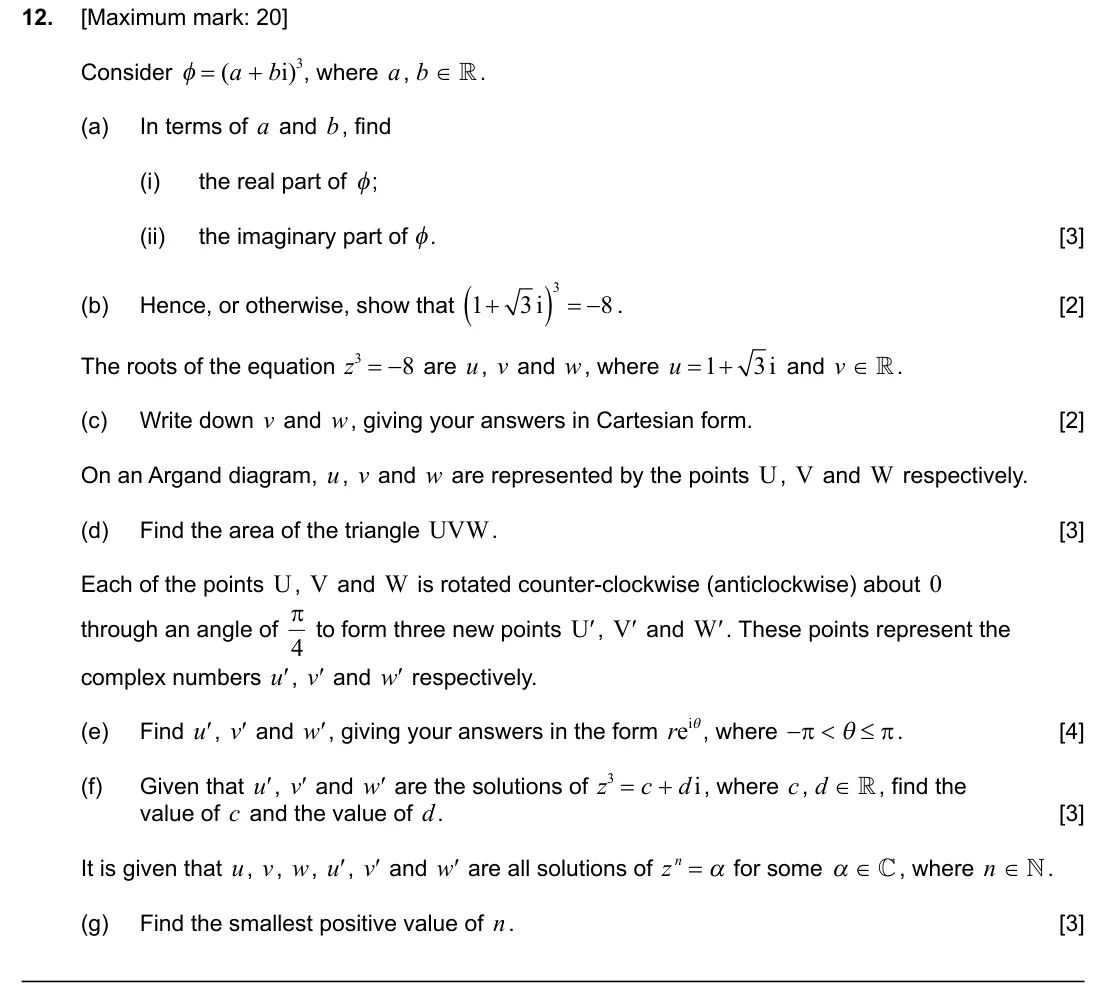 12. [Maximum mark: 20]
Consider ϕ = (a + bi)³, where a, b ∈ ℝ.
(a) In terms of a and b, find
(i) the real part of ϕ;
(ii) the imaginary part of ϕ. [3]
(b) Hence, or otherwise, show that (1 + √3 i)³ = −8. [2]
The roots of the equation z³ = −8 are u, v and w, where u = 1 + √3 i and v ∈ ℝ.
(c) Write down v and w, giving your answers in Cartesian form. [2]
On an Argand diagram, u, v and w are represented by the points U, V and W respectively.
(d) Find the area of the triangle UVW. [3]
Each of the points U, V and W is rotated counter-clockwise (anticlockwise) about 0
through an angle of π/4 to form three new points U′, V′ and W′. These points represent the
complex numbers u′, v′ and w′ respectively.
(e) Find u′, v′ and w′, giving your answers in the form re^(iθ), where −π < θ ≤ π. [4]
(f) Given that u′, v′ and w′ are the solutions of z³ = c + di, where c, d ∈ ℝ, find the
value of c and the value of d. [3]
It is given that u, v, w, u′, v′ and w′ are all solutions of zⁿ = α for some α ∈ ℂ, where n ∈ ℕ.
(g) Find the smallest positive value of n. [3]